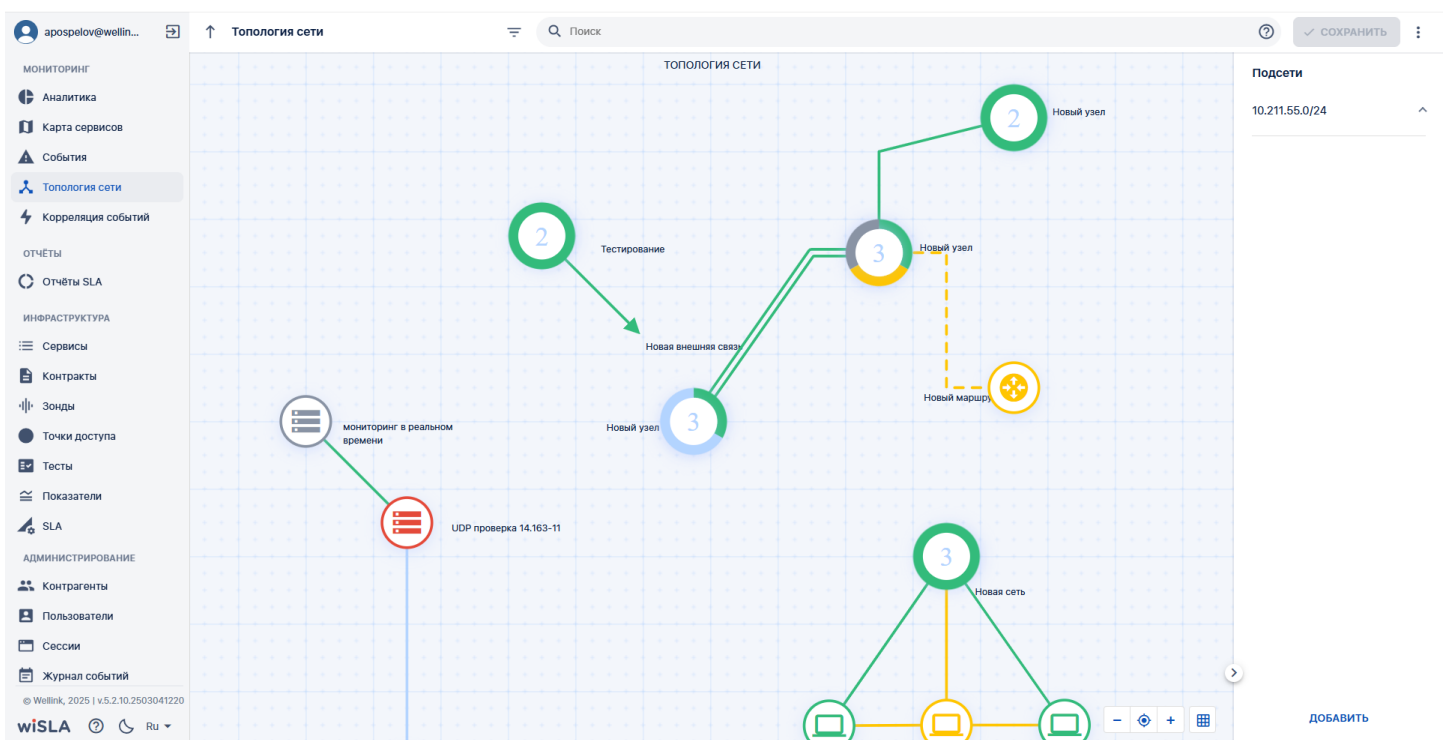 apospelov@wellin...
МОНИТОРИНГ
Аналитика
Карта сервисов
События
Топология сети
Корреляция событий
ОТЧЁТЫ
Отчёты SLA
ИНФРАСТРУКТУРА
Сервисы
Контракты
Зонды
Точки доступа
Тесты
Показатели
SLA
АДМИНИСТРИРОВАНИЕ
Контрагенты
Пользователи
Сессии
Журнал событий
© Wellink, 2025 | v.5.2.10.2503041220
wiSLA
Ru
Топология сети
Поиск
СОХРАНИТЬ
ТОПОЛОГИЯ СЕТИ
2
Новый узел
2
Тестирование
3
Новый узел
Новая внешняя связь
Новый маршру
3
Новый узел
мониторинг в реальном
времени
UDP проверка 14.163-11
3
Новая сеть
Подсети
10.211.55.0/24
ДОБАВИТЬ